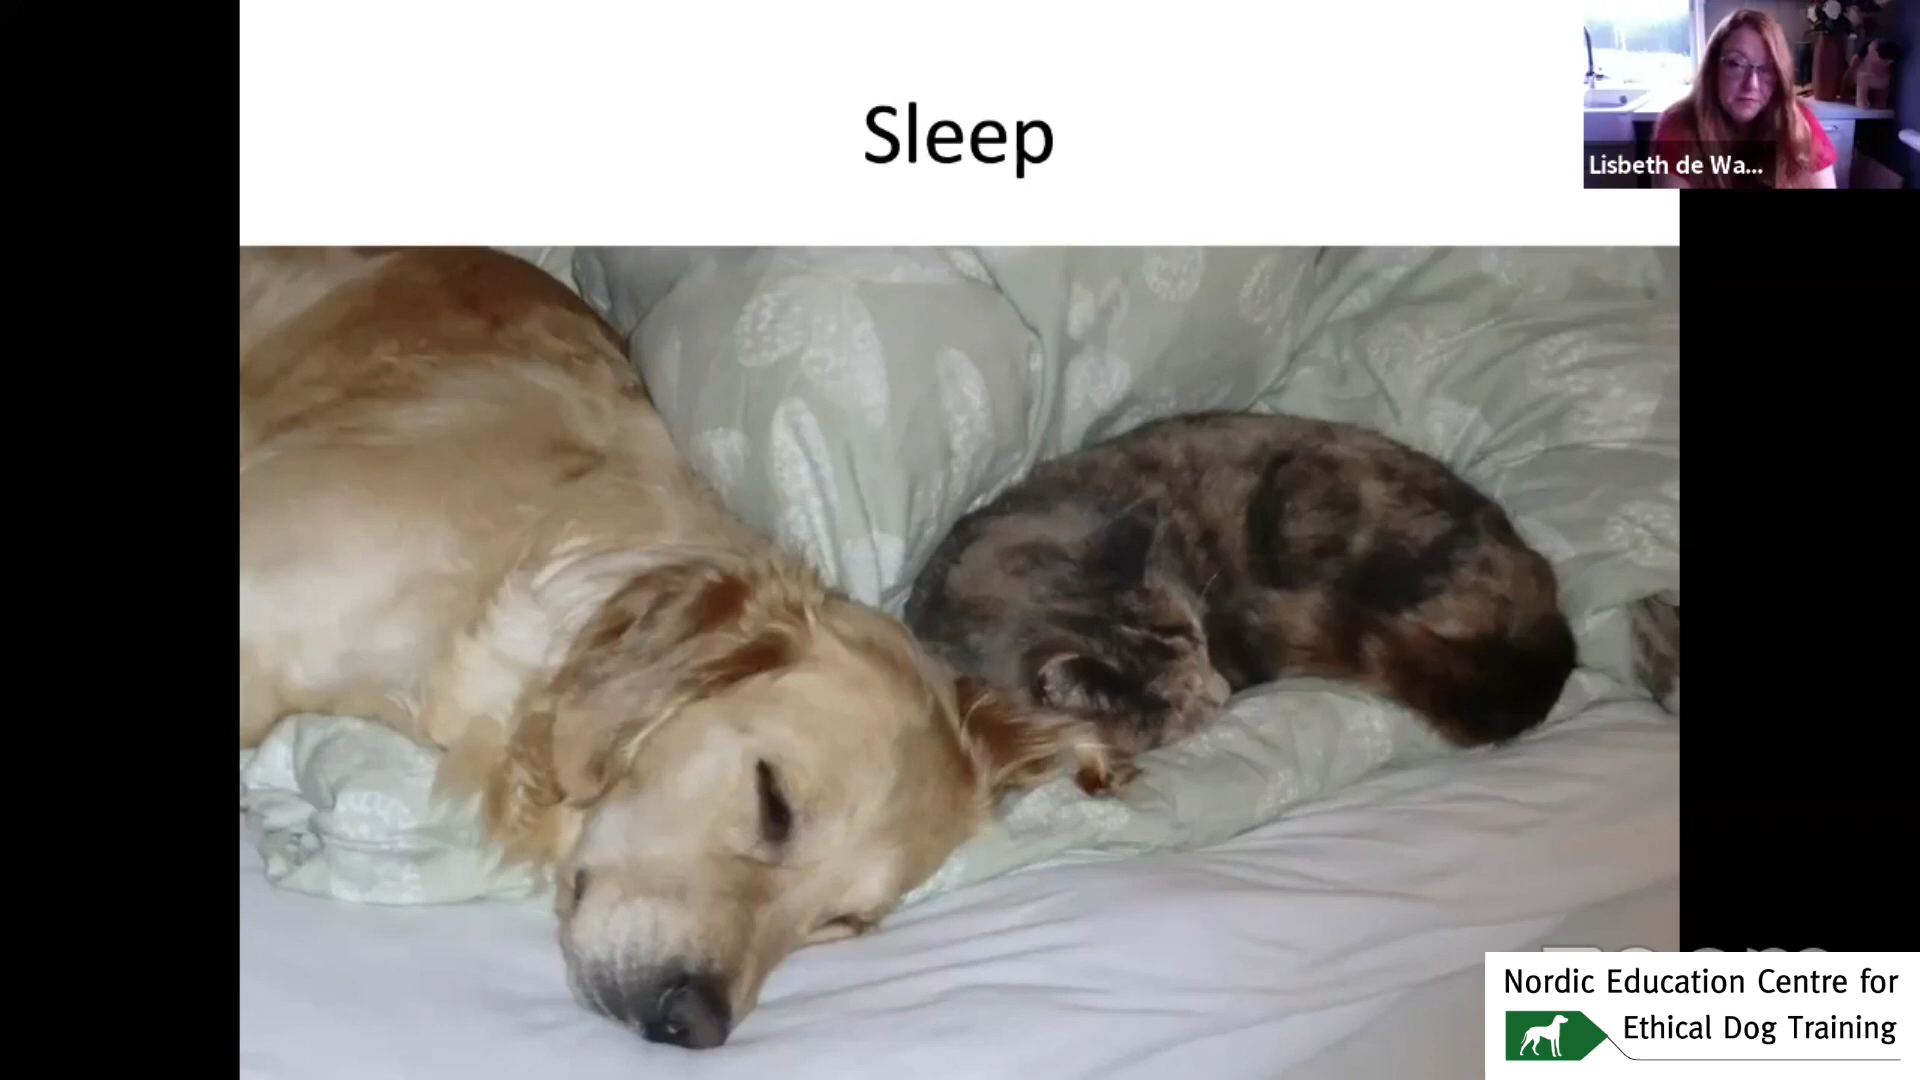 Sleep
Lisbeth de Wa...
Nordic Education Centre for
Ethical Dog Training